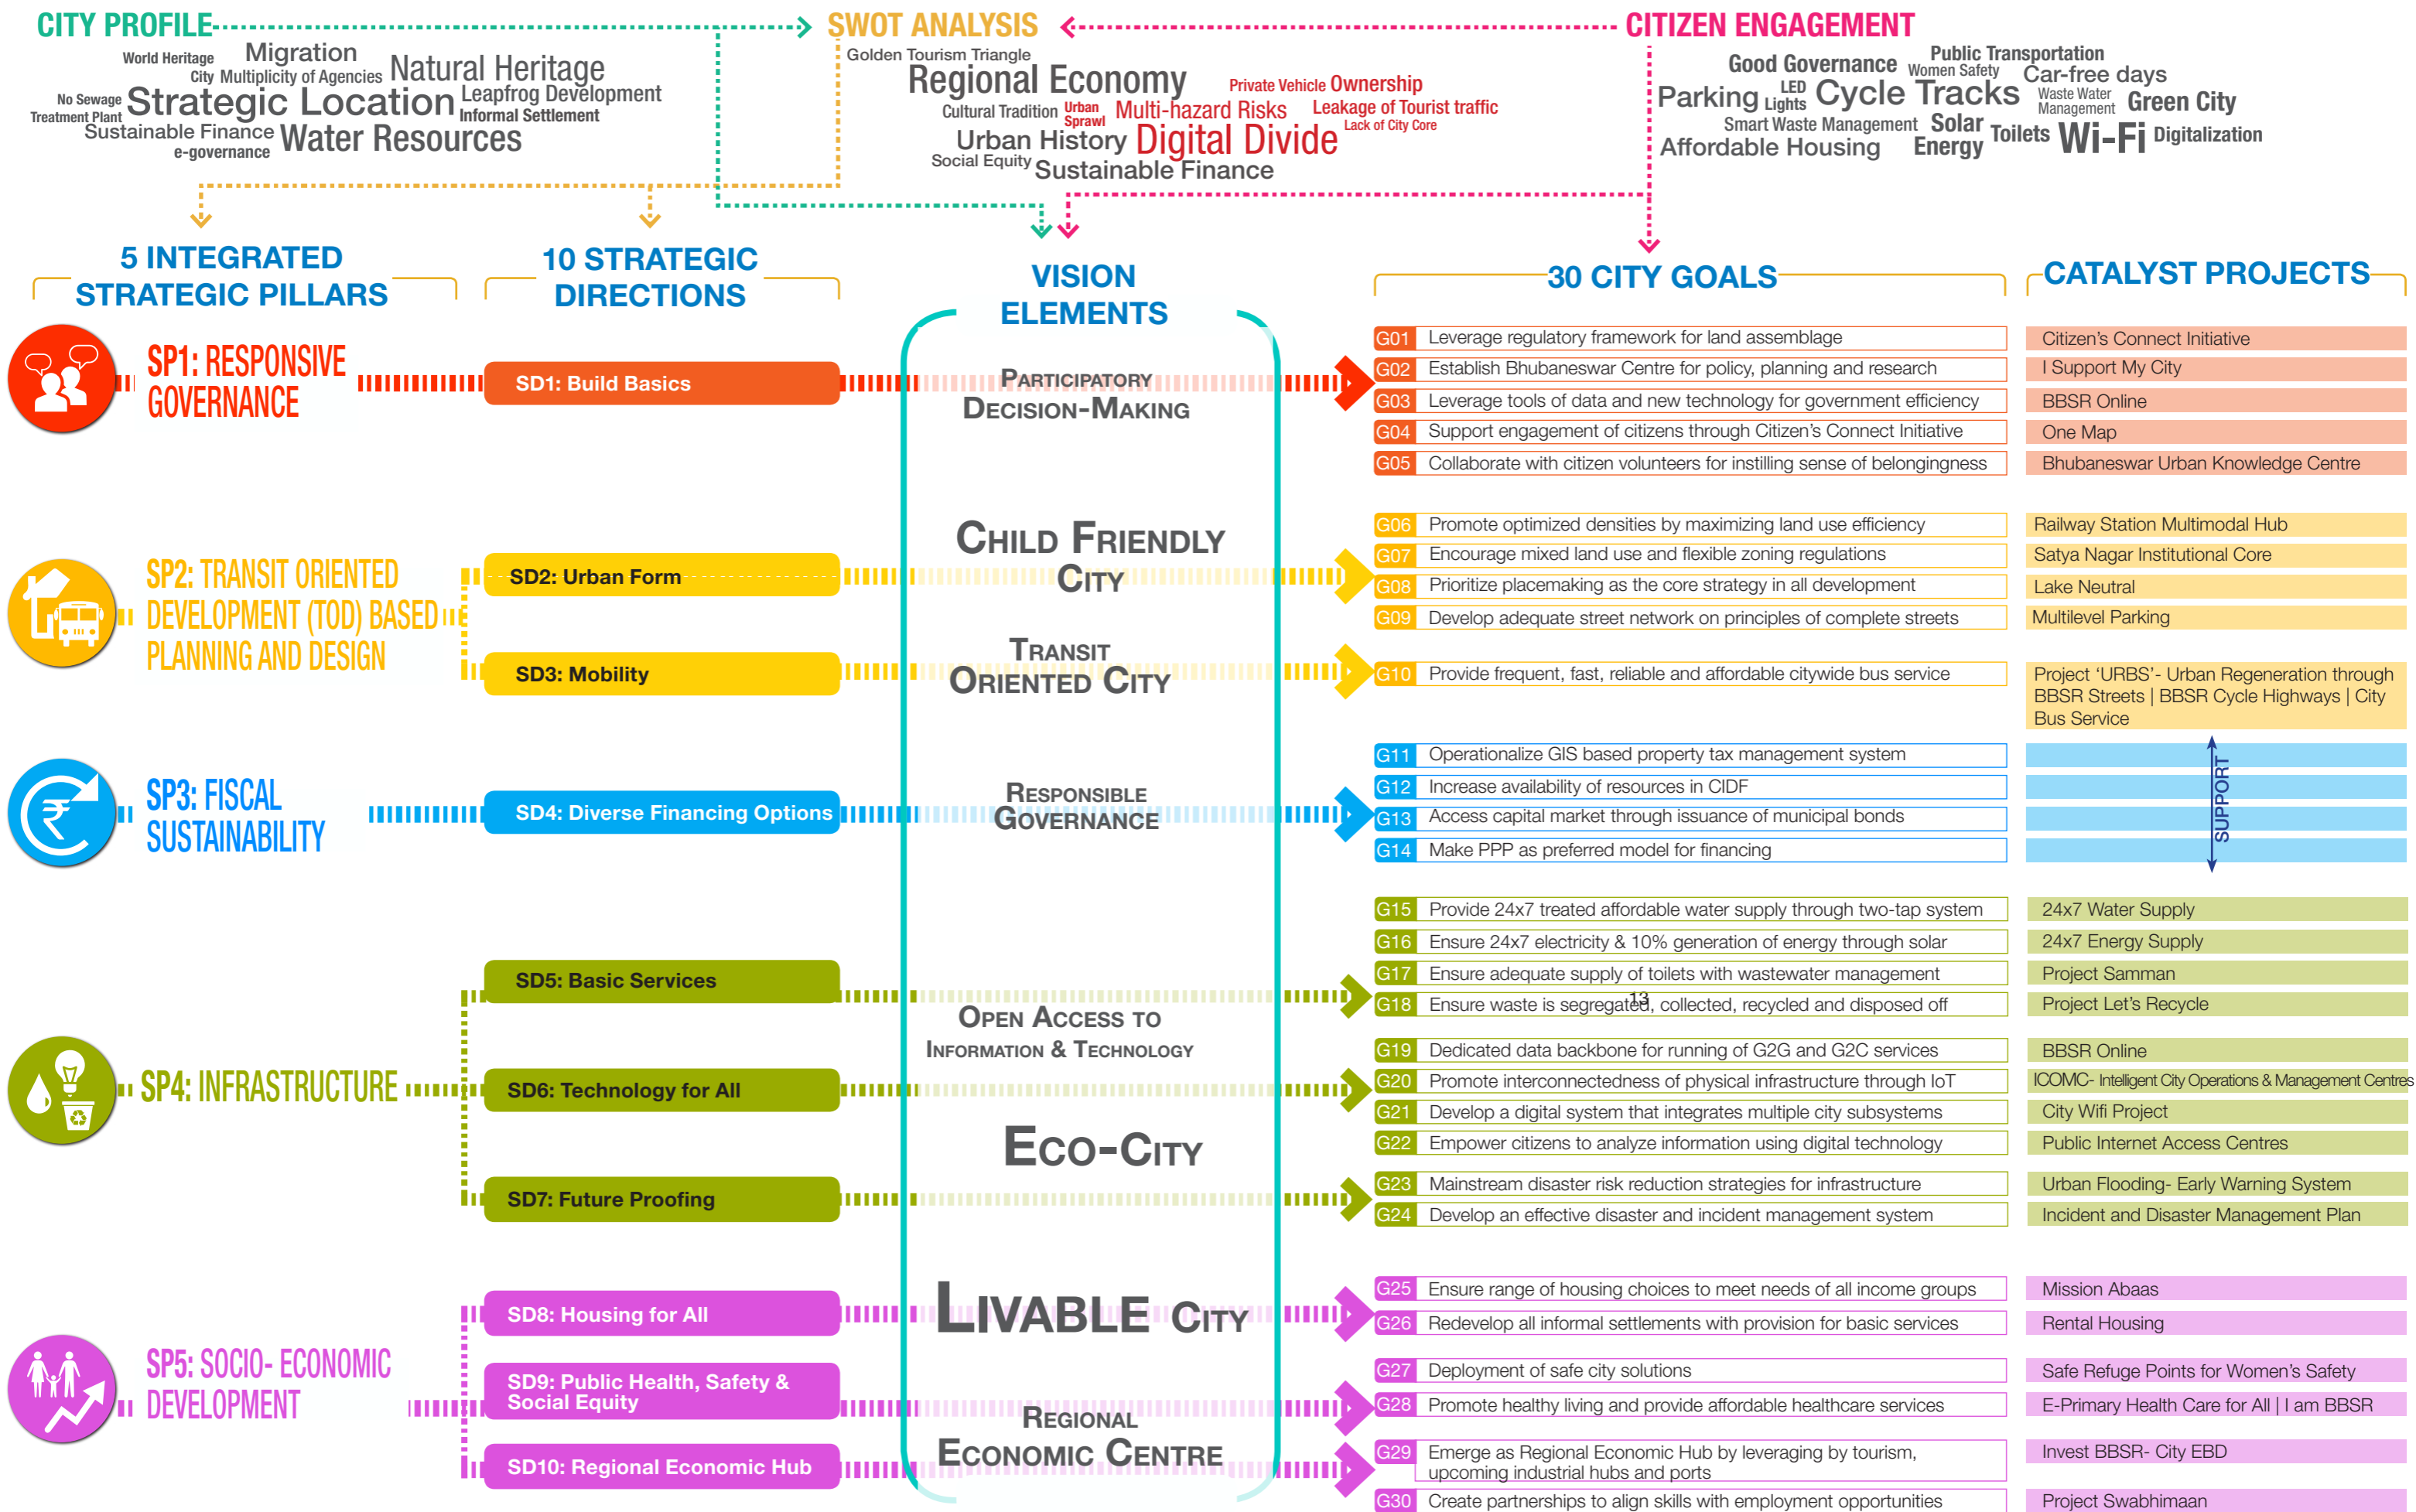 CITY PROFILE
World Heritage
City
Migration
Multiplicity of Agencies
Natural Heritage
No Sewage
Treatment Plant
Strategic Location
Leapfrog Development
Informal Settlement
Sustainable Finance
Water Resources
e-governance
SWOT ANALYSIS
Golden Tourism Triangle
Regional Economy
Private Vehicle Ownership
Cultural Tradition
Urban
Sprawl
Multi-hazard Risks
Leakage of Tourist traffic
Urban History
Digital Divide
Lack of City Core
Social Equity
Sustainable Finance
CITIZEN ENGAGEMENT
Good Governance
Public Transportation
Women Safety
Car-free days
Parking
LED
Lights
Cycle Tracks
Waste Water
Management
Green City
Smart Waste Management
Solar
Energy
Toilets
Wi-Fi
Digitalization
Affordable Housing
5 INTEGRATED
STRATEGIC PILLARS
10 STRATEGIC
DIRECTIONS
VISION
ELEMENTS
30 CITY GOALS
CATALYST PROJECTS
SP1: RESPONSIVE
GOVERNANCE
SD1: Build Basics
PARTICIPATORY
DECISION-MAKING
G01 Leverage regulatory framework for land assemblage
Citizen's Connect Initiative
G02 Establish Bhubaneswar Centre for policy, planning and research
I Support My City
G03 Leverage tools of data and new technology for government efficiency
BBSR Online
G04 Support engagement of citizens through Citizen's Connect Initiative
One Map
G05 Collaborate with citizen volunteers for instilling sense of belongingness
Bhubaneswar Urban Knowledge Centre
SP2: TRANSIT ORIENTED
DEVELOPMENT (TOD) BASED
PLANNING AND DESIGN
SD2: Urban Form
SD3: Mobility
CHILD FRIENDLY
CITY
TRANSIT
ORIENTED CITY
G06 Promote optimized densities by maximizing land use efficiency
Railway Station Multimodal Hub
G07 Encourage mixed land use and flexible zoning regulations
Satya Nagar Institutional Core
G08 Prioritize placemaking as the core strategy in all development
Lake Neutral
G09 Develop adequate street network on principles of complete streets
Multilevel Parking
G10 Provide frequent, fast, reliable and affordable citywide bus service
Project 'URBS'- Urban Regeneration through
BBSR Streets | BBSR Cycle Highways | City
Bus Service
SP3: FISCAL
SUSTAINABILITY
SD4: Diverse Financing Options
RESPONSIBLE
GOVERNANCE
G11 Operationalize GIS based property tax management system
G12 Increase availability of resources in CIDF
G13 Access capital market through issuance of municipal bonds
G14 Make PPP as preferred model for financing
SUPPORT
SP4: INFRASTRUCTURE
SD5: Basic Services
SD6: Technology for All
SD7: Future Proofing
OPEN ACCESS TO
INFORMATION & TECHNOLOGY
ECO-CITY
G15 Provide 24x7 treated affordable water supply through two-tap system
24x7 Water Supply
G16 Ensure 24x7 electricity & 10% generation of energy through solar
24x7 Energy Supply
G17 Ensure adequate supply of toilets with wastewater management
Project Samman
G18 Ensure waste is segregated, collected, recycled and disposed off
13
Project Let's Recycle
G19 Dedicated data backbone for running of G2G and G2C services
BBSR Online
G20 Promote interconnectedness of physical infrastructure through IoT
ICOMC- Intelligent City Operations & Management Centres
G21 Develop a digital system that integrates multiple city subsystems
City Wifi Project
G22 Empower citizens to analyze information using digital technology
Public Internet Access Centres
G23 Mainstream disaster risk reduction strategies for infrastructure
Urban Flooding- Early Warning System
G24 Develop an effective disaster and incident management system
Incident and Disaster Management Plan
SP5: SOCIO- ECONOMIC
DEVELOPMENT
SD8: Housing for All
SD9: Public Health, Safety &
Social Equity
SD10: Regional Economic Hub
LIVABLE CITY
REGIONAL
ECONOMIC CENTRE
G25 Ensure range of housing choices to meet needs of all income groups
Mission Abaas
G26 Redevelop all informal settlements with provision for basic services
Rental Housing
G27 Deployment of safe city solutions
Safe Refuge Points for Women's Safety
G28 Promote healthy living and provide affordable healthcare services
E-Primary Health Care for All | I am BBSR
G29 Emerge as Regional Economic Hub by leveraging by tourism,
upcoming industrial hubs and ports
Invest BBSR- City EBD
G30 Create partnerships to align skills with employment opportunities
Project Swabhimaan